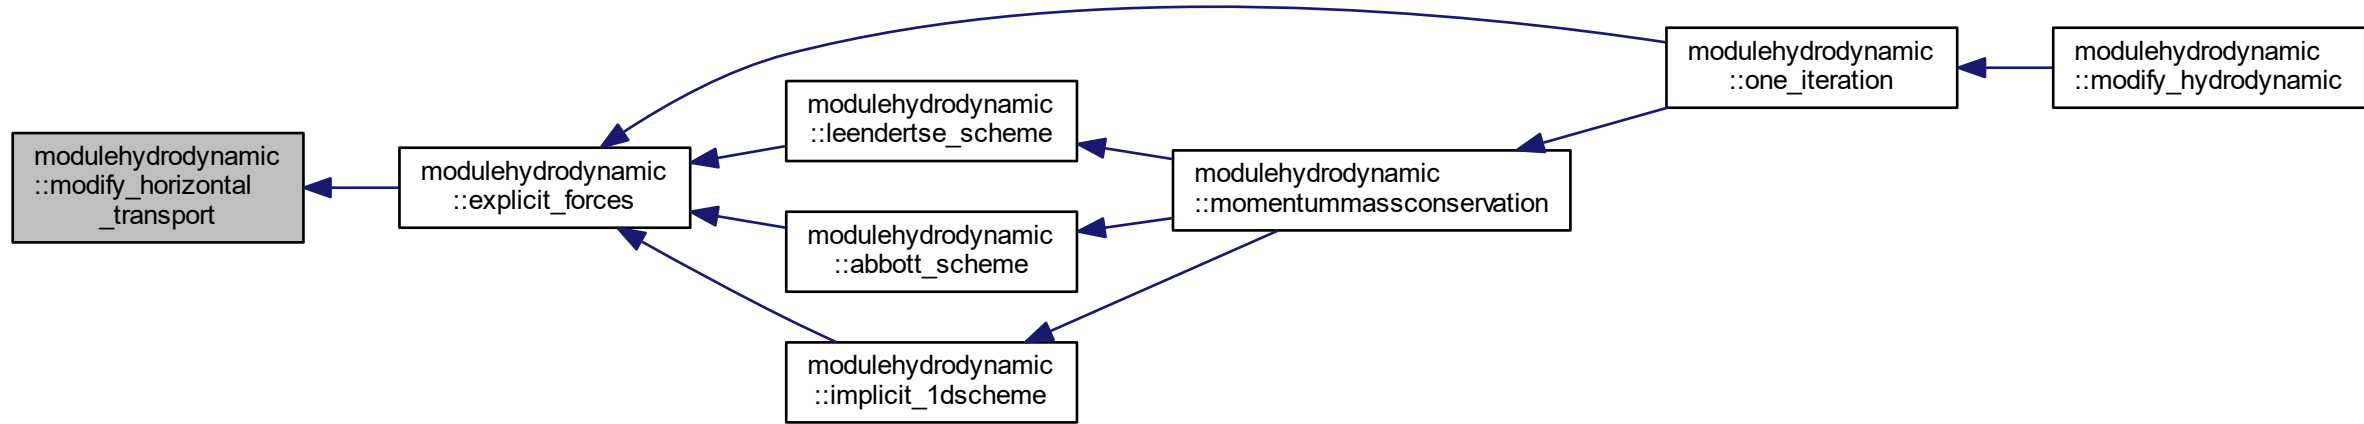 modulehydrodynamic
::modify_horizontal
_transport
modulehydrodynamic
::explicit_forces
modulehydrodynamic
::leendertse_scheme
modulehydrodynamic
::abbott_scheme
modulehydrodynamic
::implicit_1dscheme
modulehydrodynamic
::momentummassconservation
modulehydrodynamic
::one_iteration
modulehydrodynamic
::modify_hydrodynamic